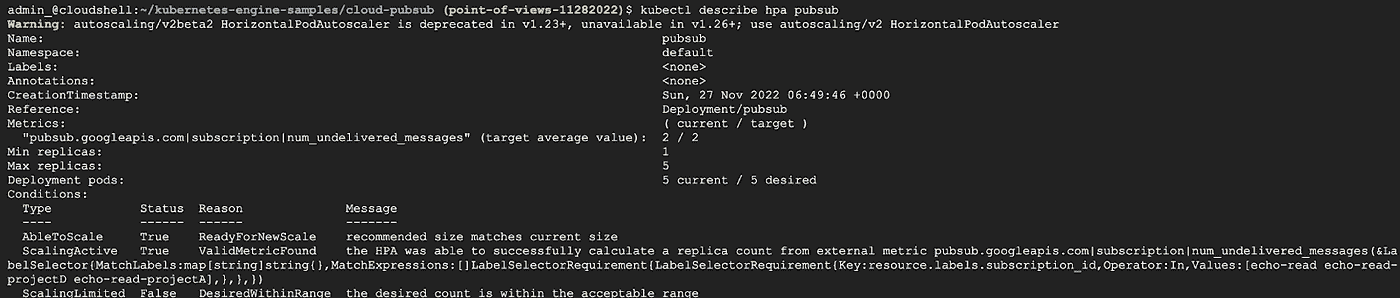 admin_@cloudshell:~/kubernetes-engine-samples/cloud-pubsub (point-of-views-11282022)$ kubectl describe hpa pubsub
Warning: autoscaling/v2beta2 HorizontalPodAutoscaler is deprecated in v1.23+, unavailable in v1.26+; use autoscaling/v2 HorizontalPodAutoscaler
Name: pubsub
Namespace: default
Labels: <none>
Annotations: <none>
CreationTimestamp: Sun, 27 Nov 2022 06:49:46 +0000
Reference: Deployment/pubsub
Metrics: ( current / target )
"pubsub.googleapis.com|subscription|num_undelivered_messages" (target average value): 2 / 2
Min replicas: 1
Max replicas: 5
Deployment pods: 5 current / 5 desired
Conditions:
Type Status Reason Message
---- ------ ------ -------
AbleToScale True ReadyForNewScale recommended size matches current size
ScalingActive True ValidMetricFound the HPA was able to successfully calculate a replica count from external metric pubsub.googleapis.com|subscription|num_undelivered_messages(&La
belSelector{MatchLabels:map[string]string{},MatchExpressions:[]LabelSelectorRequirement{LabelSelectorRequirement{Key:resource.labels.subscription_id,Operator:In,Values:[echo-read echo-read-
projectD echo-read-projectA],},},})
ScalingLimited False DesiredWithinRange the desired count is within the acceptable range